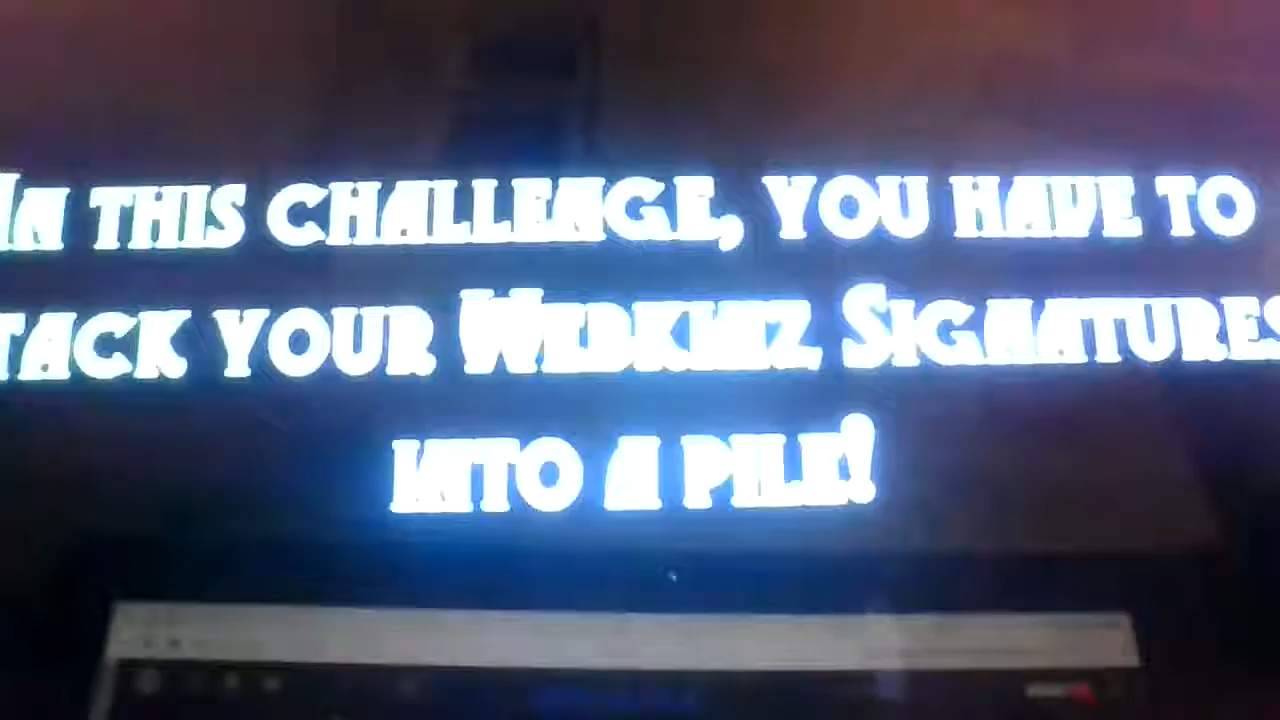 In this challenge, you have to
tack your Webkinz Signatures
into a pile!